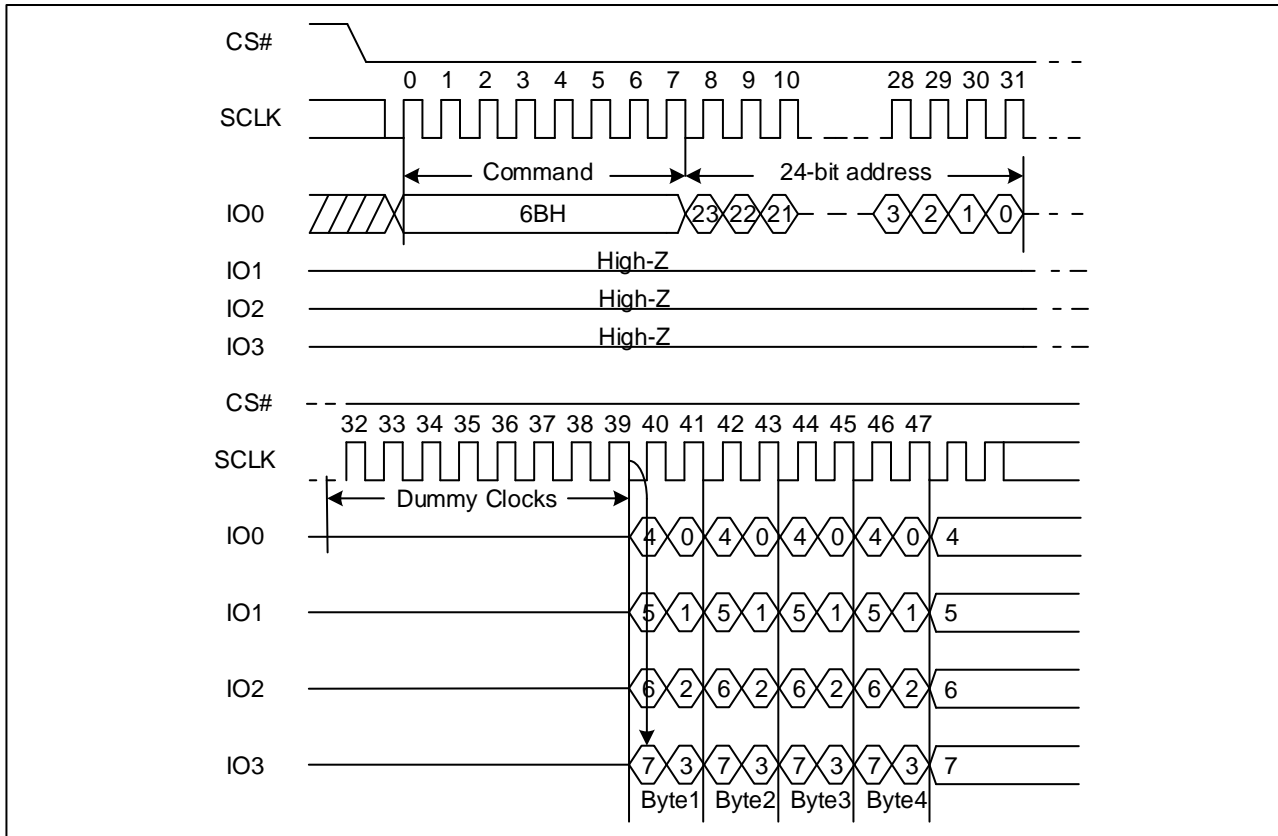 CS#
0 1 2 3 4 5 6 7 8 9 10 28 29 30 31
SCLK
Command 24-bit address
IO0 6BH 23 22 21 3 2 1 0
IO1 High-Z
IO2 High-Z
IO3 High-Z
CS#
32 33 34 35 36 37 38 39 40 41 42 43 44 45 46 47
SCLK
Dummy Clocks
IO0 4 0 4 0 4 0 4 0 4
IO1 5 1 5 1 5 1 5 1 5
IO2 6 2 6 2 6 2 6 2 6
IO3 7 3 7 3 7 3 7 3 7
Byte1 Byte2 Byte3 Byte4